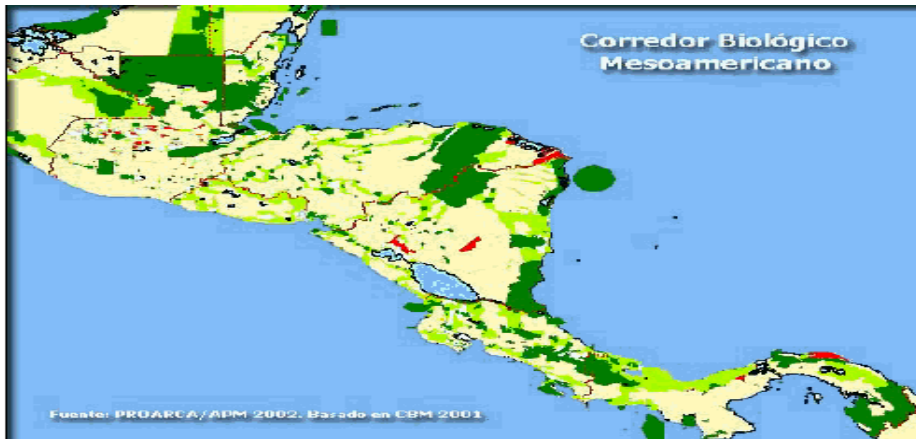 Corredor Biológico
Mesoamericano
Fuente: PROARCA/APM 2002. Basado en CBM 2001